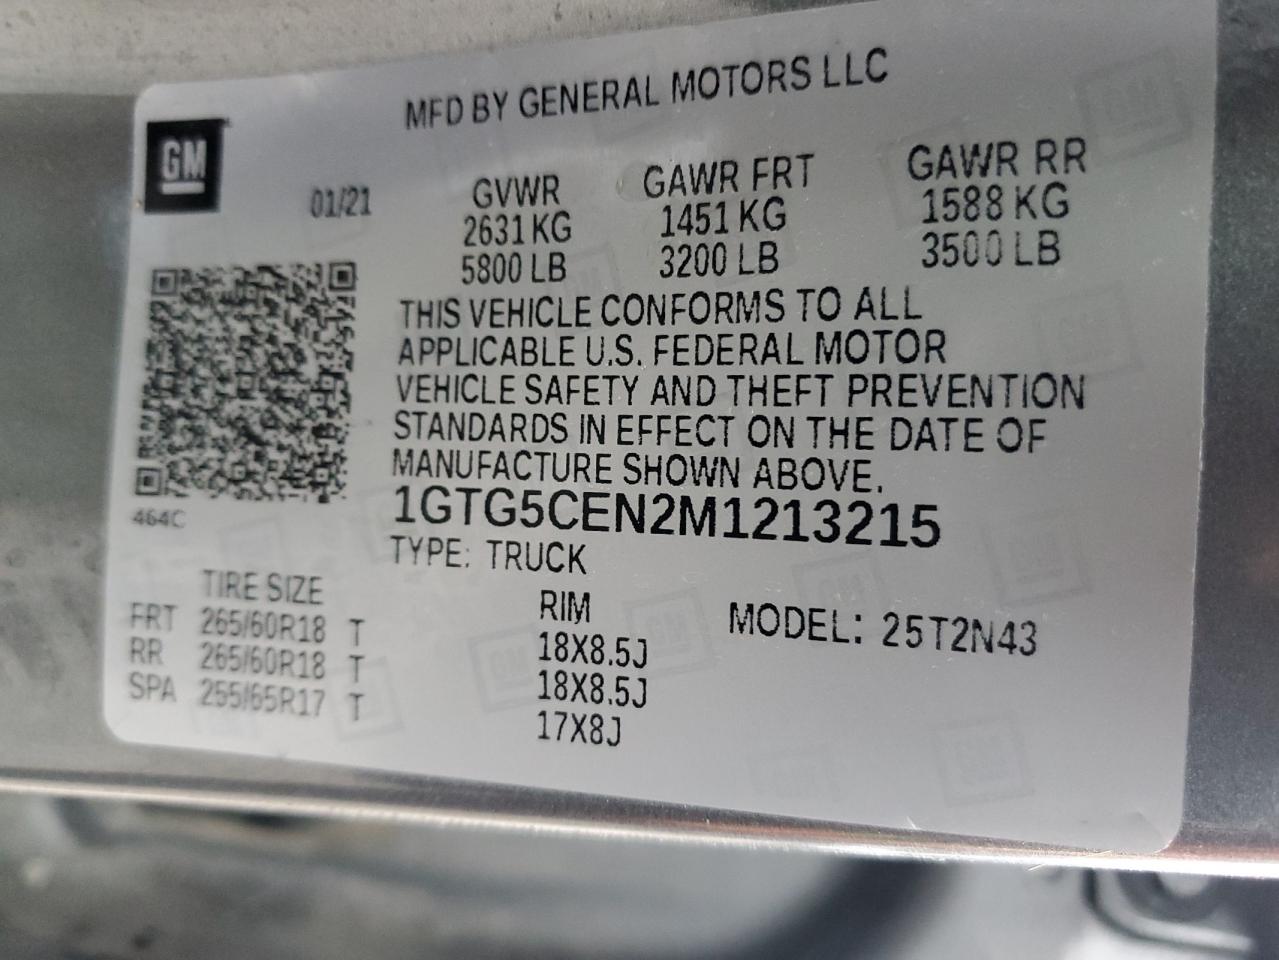 MFD BY GENERAL MOTORS LLC
GM
01/21
GVWR GAWR FRT GAWR RR
2631 KG 1451 KG 1588 KG
5800 LB 3200 LB 3500 LB
THIS VEHICLE CONFORMS TO ALL
APPLICABLE U.S. FEDERAL MOTOR
VEHICLE SAFETY AND THEFT PREVENTION
STANDARDS IN EFFECT ON THE DATE OF
MANUFACTURE SHOWN ABOVE.
464C
1GTG5CEN2M1213215
TYPE: TRUCK
TIRE SIZE RIM MODEL: 25T2N43
FRT 265/60R18 T 18X8.5J
RR 265/60R18 T 18X8.5J
SPA 255/65R17 T 17X8J